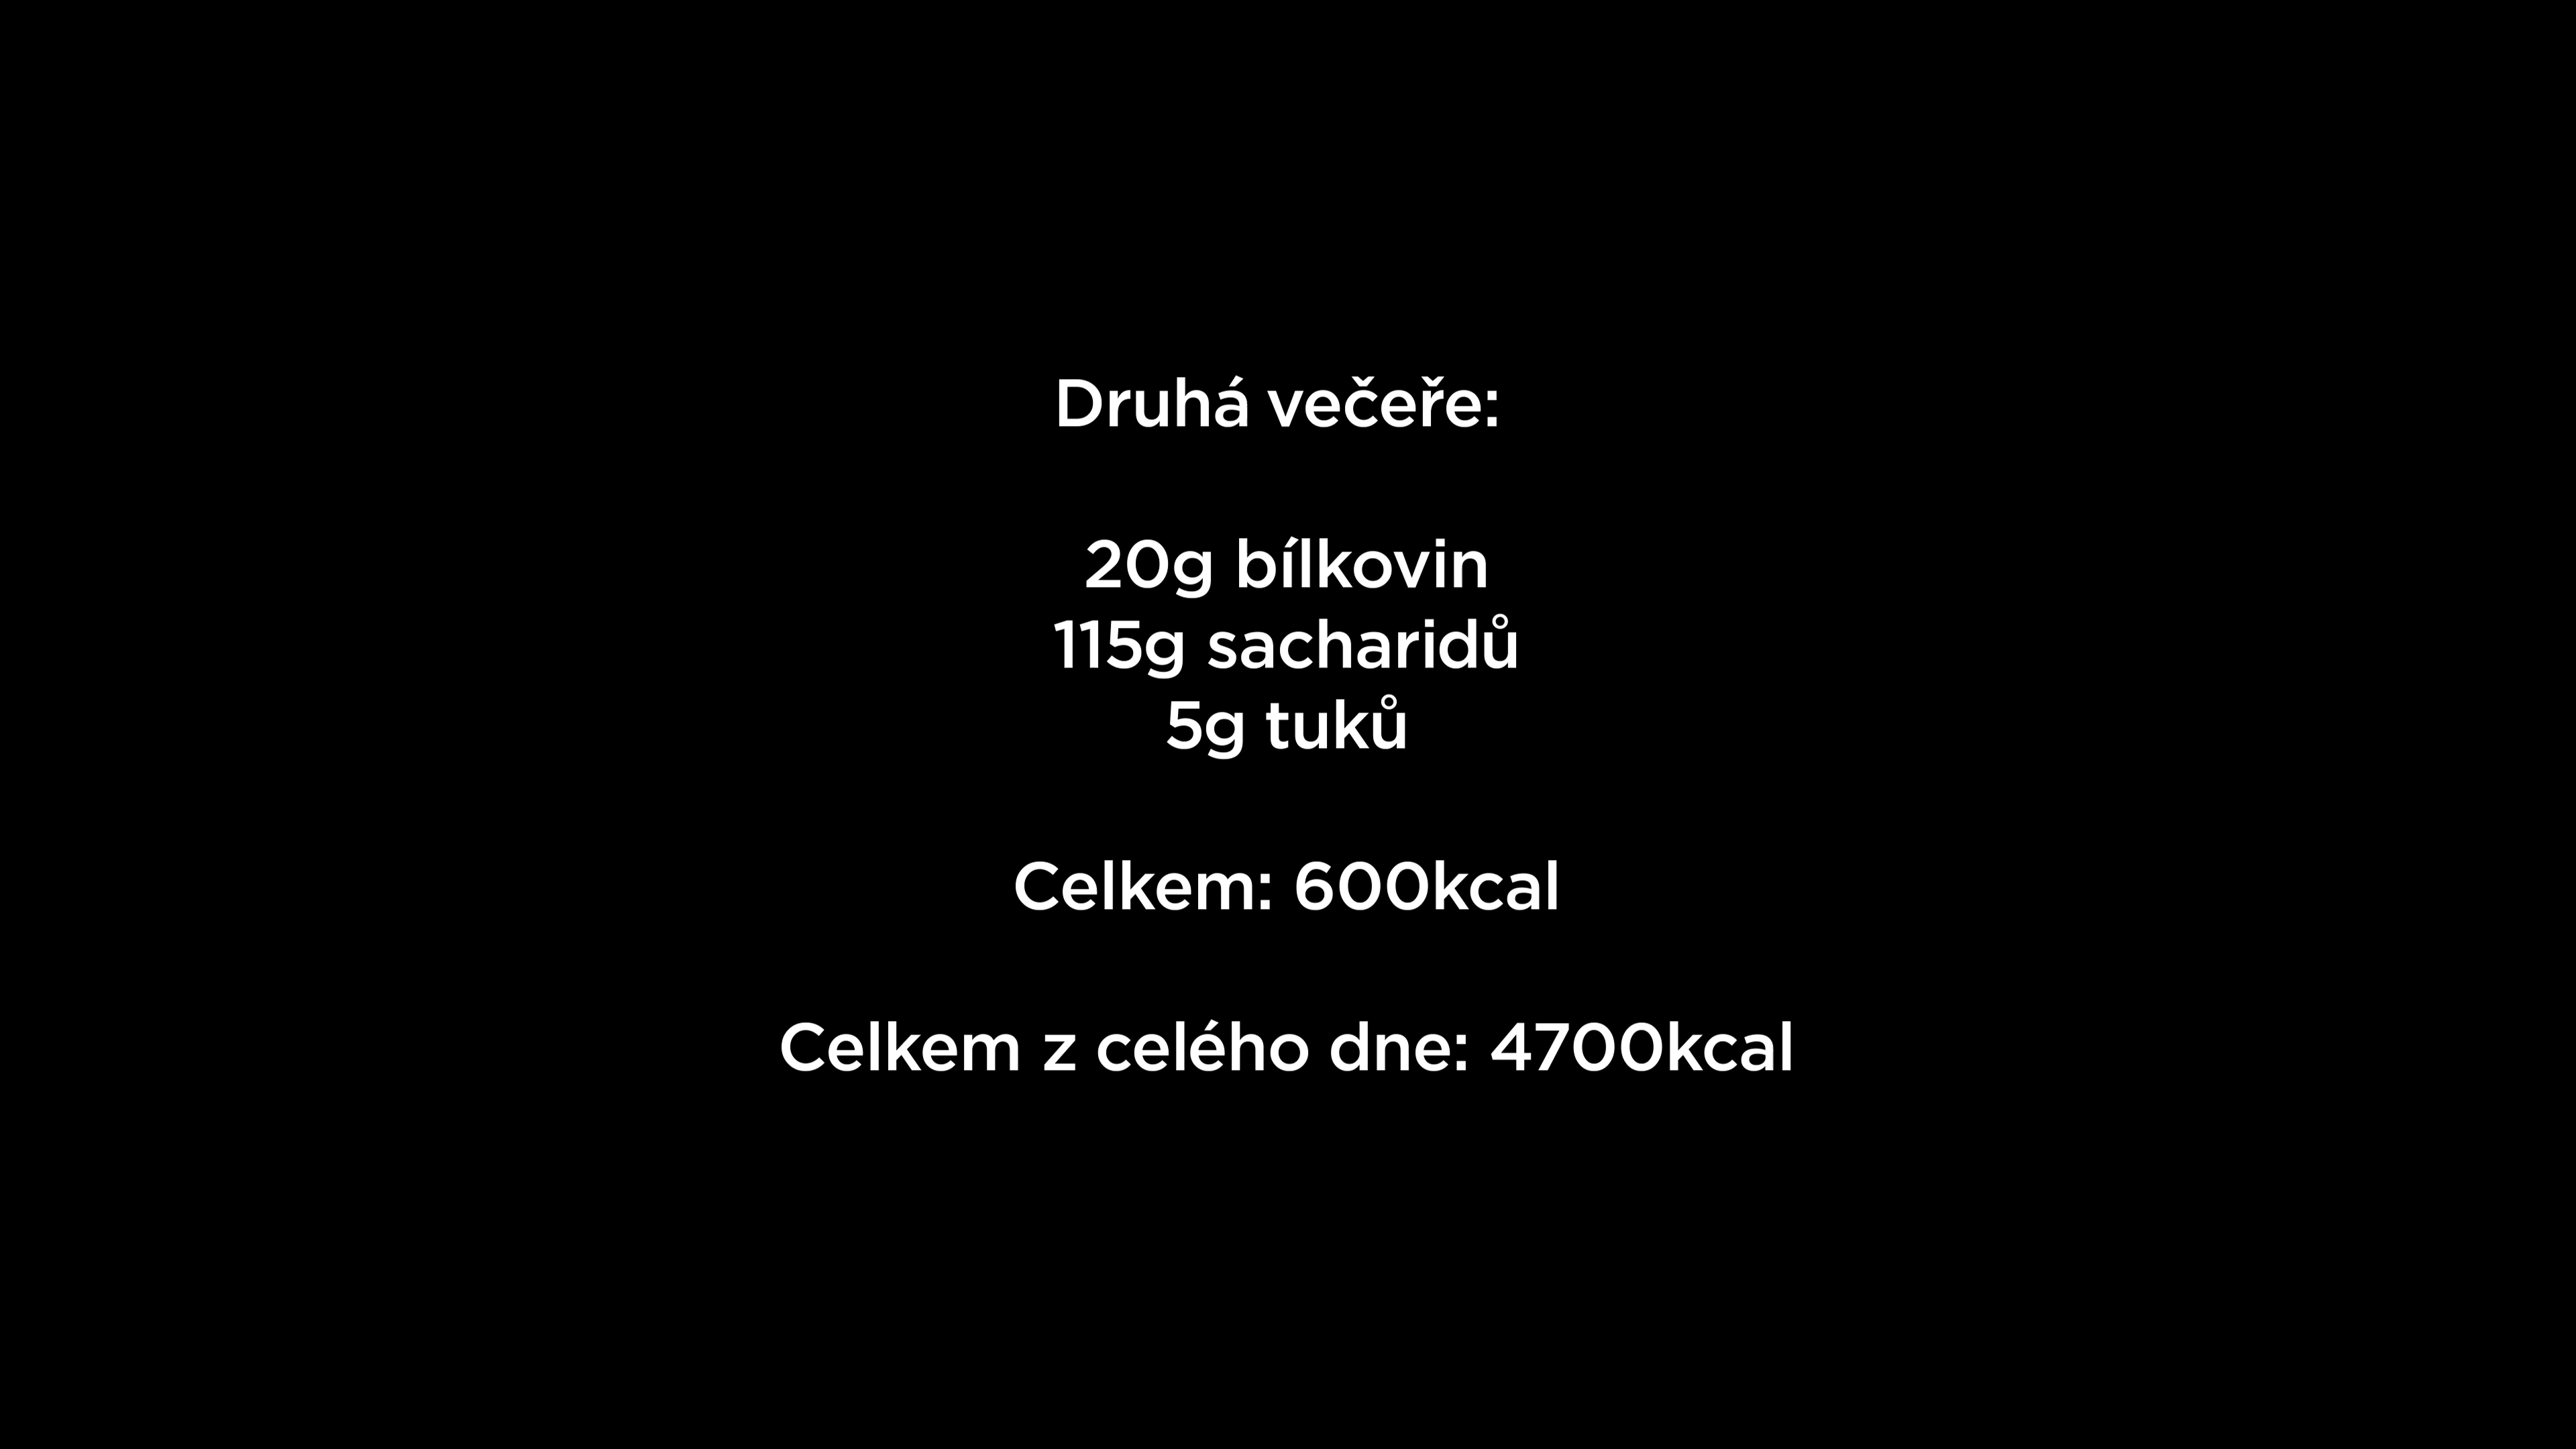 Druhá večeře:
20g bílkovin
115g sacharidů
5g tuků
Celkem: 600kcal
Celkem z celého dne: 4700kcal